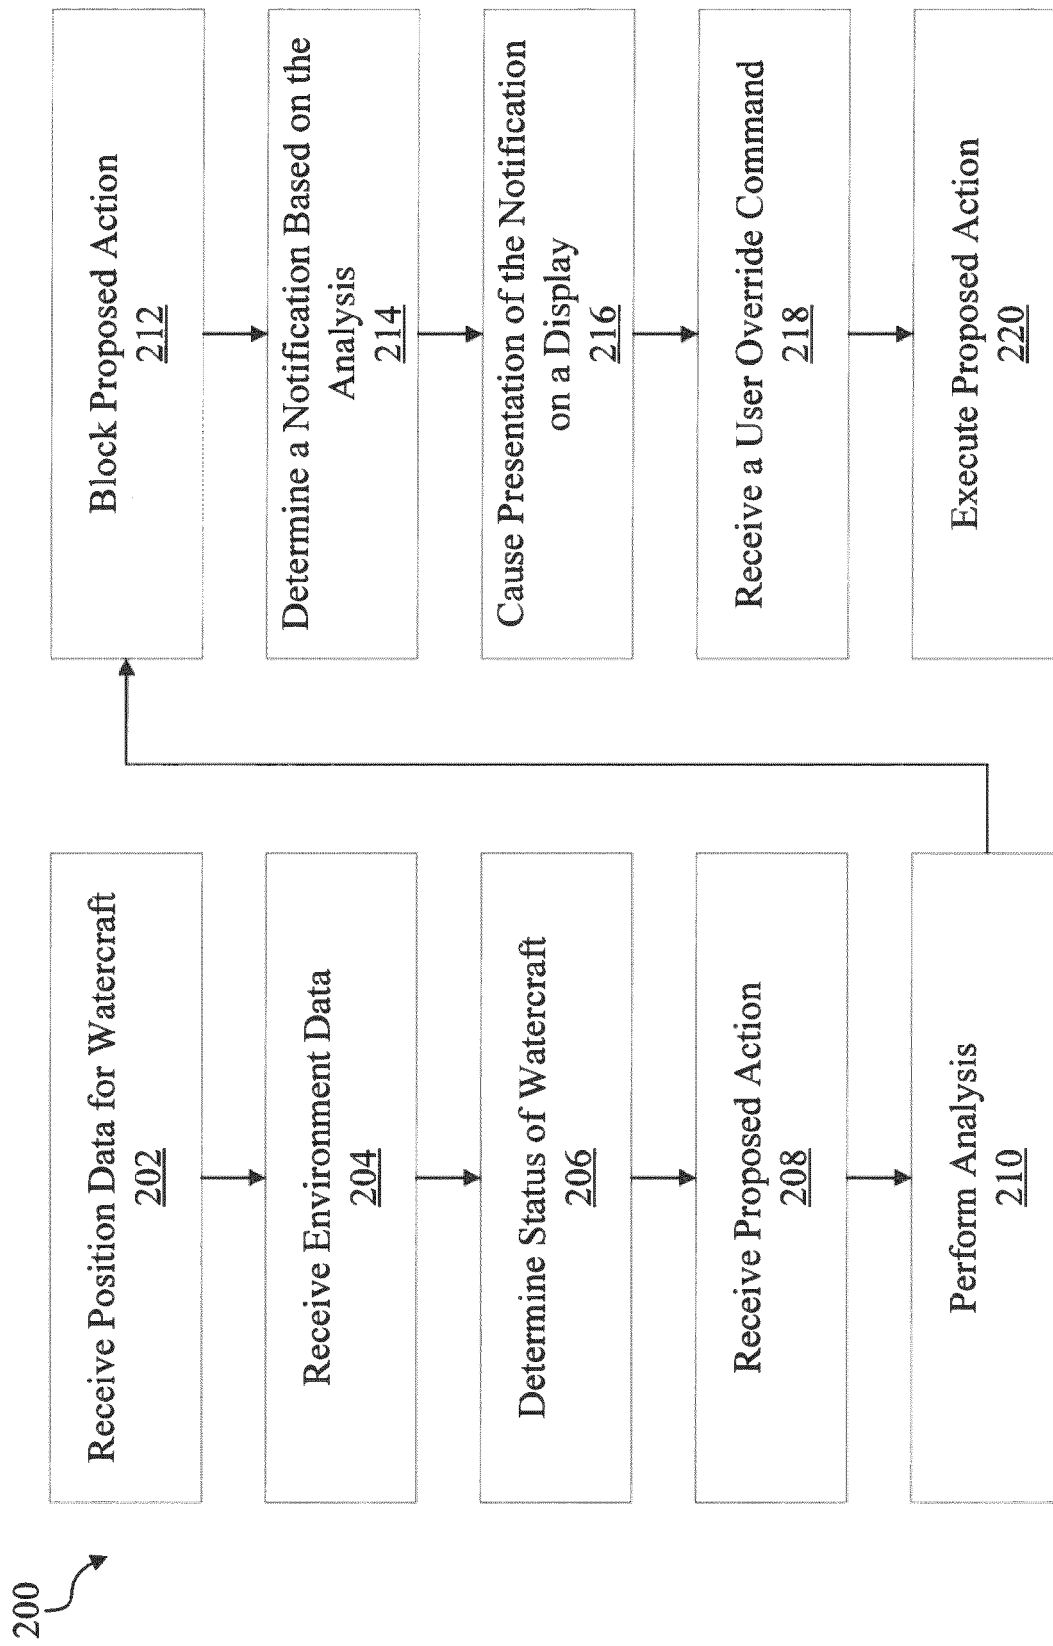 200
Receive Position Data for Watercraft
202
Receive Environment Data
204
Determine Status of Watercraft
206
Receive Proposed Action
208
Perform Analysis
210
Block Proposed Action
212
Determine a Notification Based on the
Analysis
214
Cause Presentation of the Notification
on a Display
216
Receive a User Override Command
218
Execute Proposed Action
220